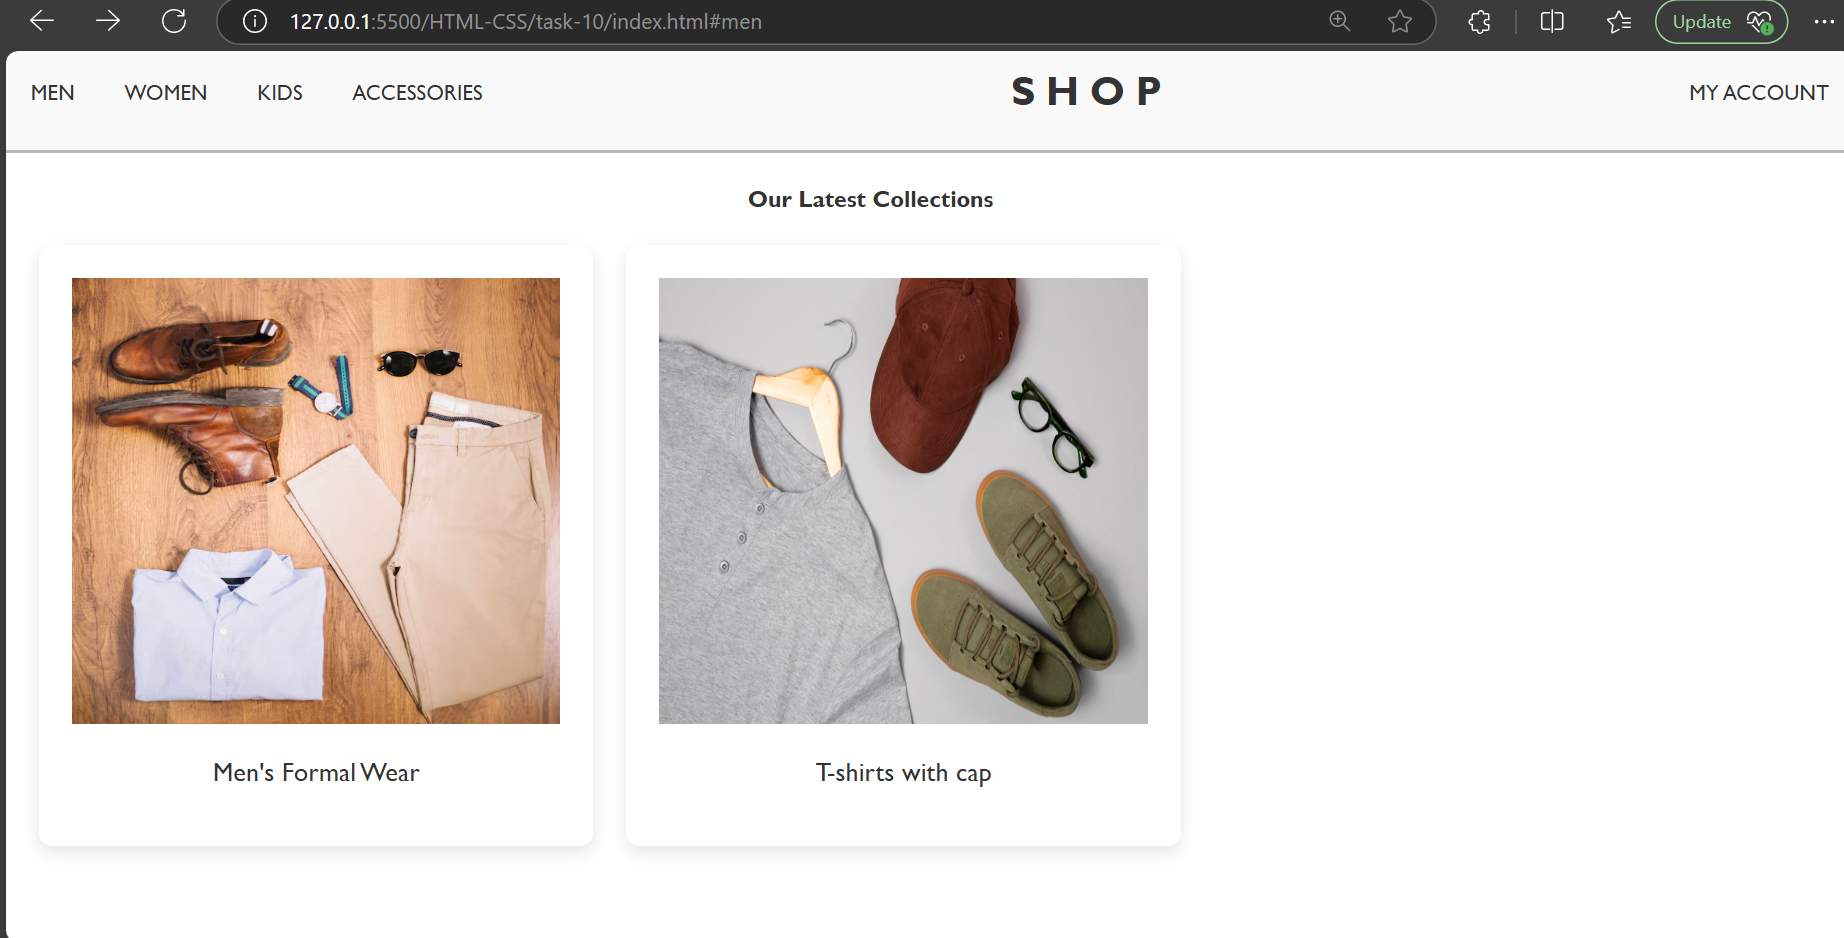 127.0.0.1:5500/HTML-CSS/task-10/index.html#men
Update
MEN WOMEN KIDS ACCESSORIES SHOP MY ACCOUNT
Our Latest Collections
Men's Formal Wear
T-shirts with cap